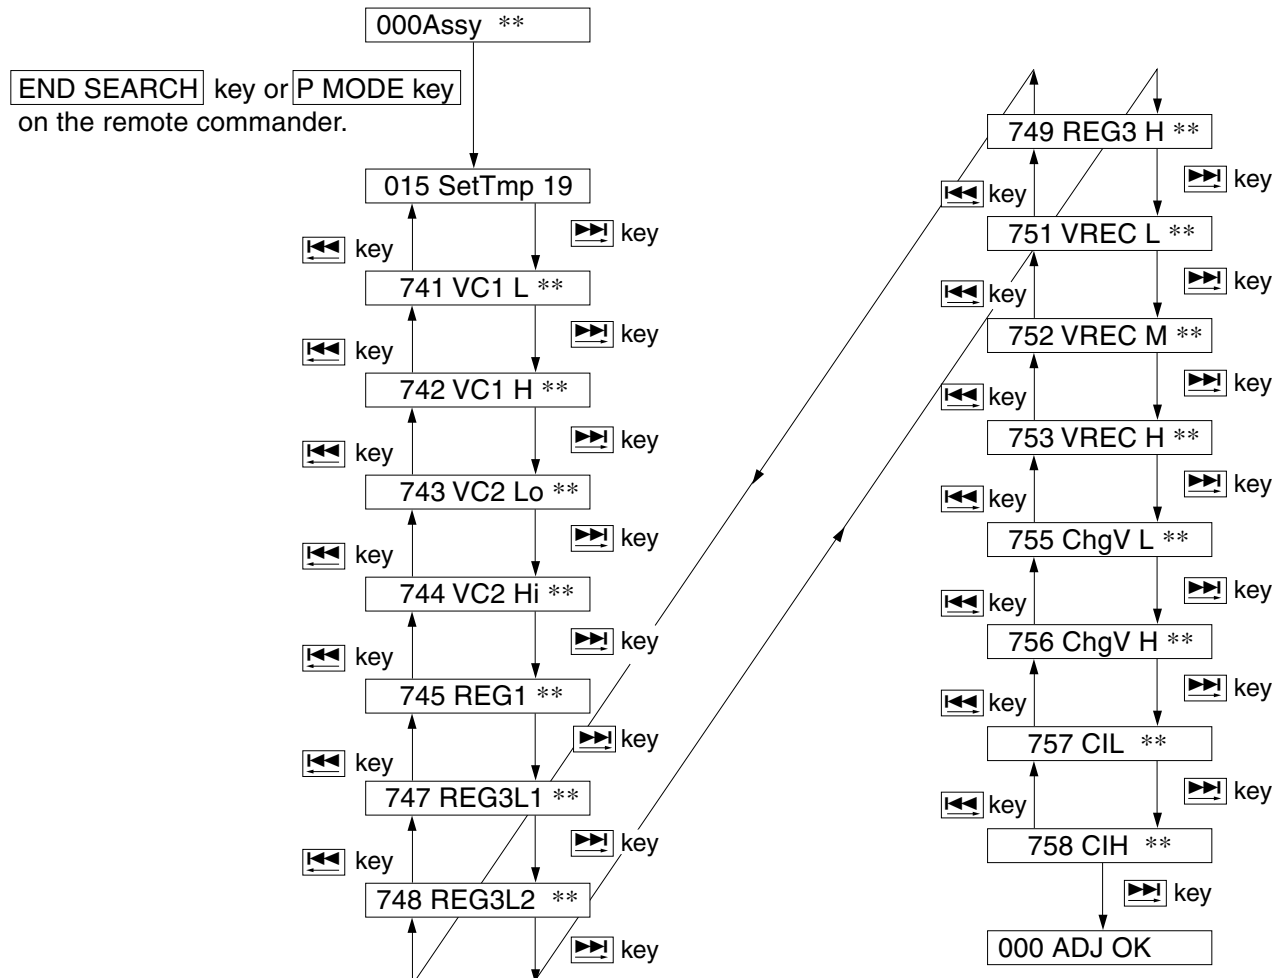 000Assy **
END SEARCH key or P MODE key
on the remote commander.
015 SetTmp 19
key
key
741 VC1 L **
key
key
742 VC1 H **
key
key
743 VC2 Lo **
key
key
744 VC2 Hi **
key
key
745 REG1 **
key
key
747 REG3L1 **
key
key
748 REG3L2 **
key
749 REG3 H **
key
key
751 VREC L **
key
key
752 VREC M **
key
key
753 VREC H **
key
key
755 ChgV L **
key
key
756 ChgV H **
key
key
757 CIL **
key
key
758 CIH **
key
000 ADJ OK